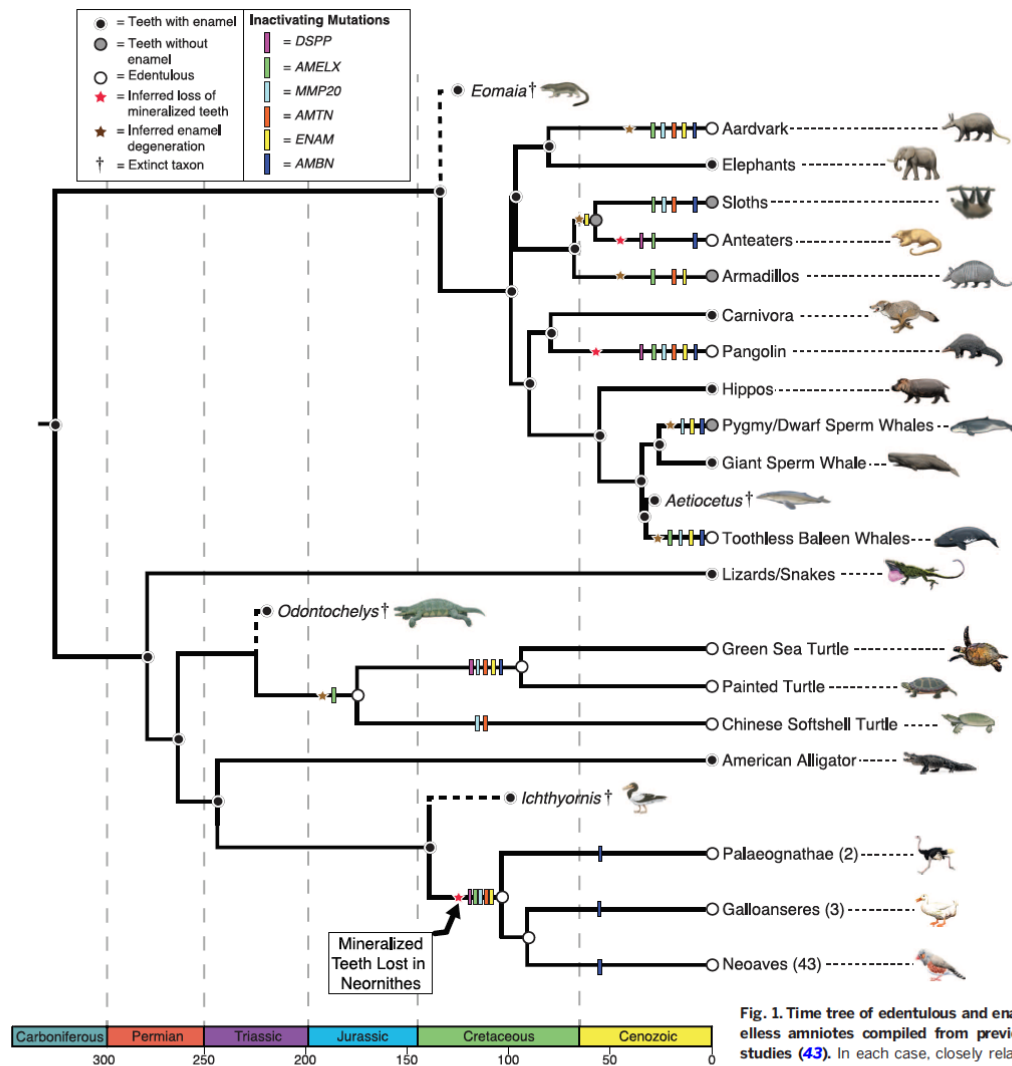 = Teeth with enamel
= Teeth without
enamel
= Edentulous
= Inferred loss of
mineralized teeth
= Inferred enamel
degeneration
† = Extinct taxon
Inactivating Mutations
= DSPP
= AMELX
= MMP20
= AMTN
= ENAM
= AMBN
Eomaia†
Aardvark
Elephants
Sloths
Anteaters
Armadillos
Carnivora
Pangolin
Hippos
Pygmy/Dwarf Sperm Whales
Giant Sperm Whale
Aetiocetus†
Toothless Baleen Whales
Lizards/Snakes
Odontochelys†
Green Sea Turtle
Painted Turtle
Chinese Softshell Turtle
American Alligator
Ichthyornis†
Palaeognathae (2)
Galloanseres (3)
Neoaves (43)
Mineralized
Teeth Lost in
Neornithes
Carboniferous Permian Triassic Jurassic Cretaceous Cenozoic
300 250 200 150 100 50 0
Fig. 1. Time tree of edentulous and ena
elless amniotes compiled from previ
studies (43). In each case, closely rela